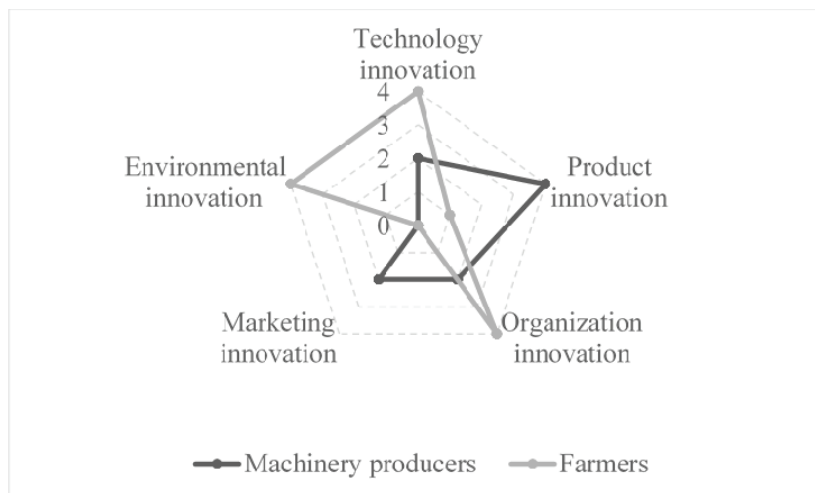 Technology
innovation
4
3
2
1
0
Product
innovation
Organization
innovation
Marketing
innovation
Environmental
innovation
Machinery producers
Farmers